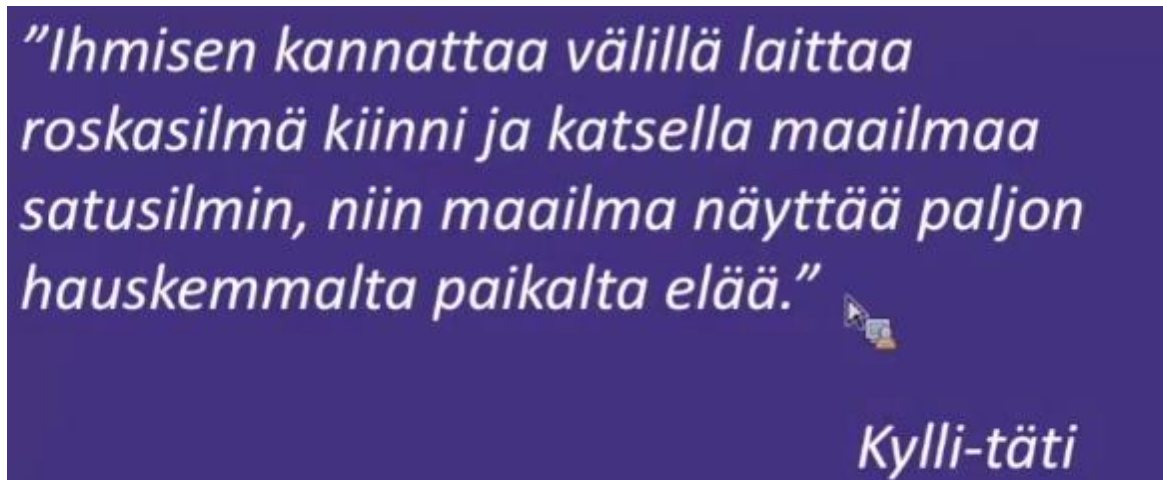 ”Ihmisen kannattaa välillä laittaa
roskasilmä kiinni ja katsella maailmaa
satusilmin, niin maailma näyttää paljon
hauskemmalta paikalta elää.”
Kylli-täti